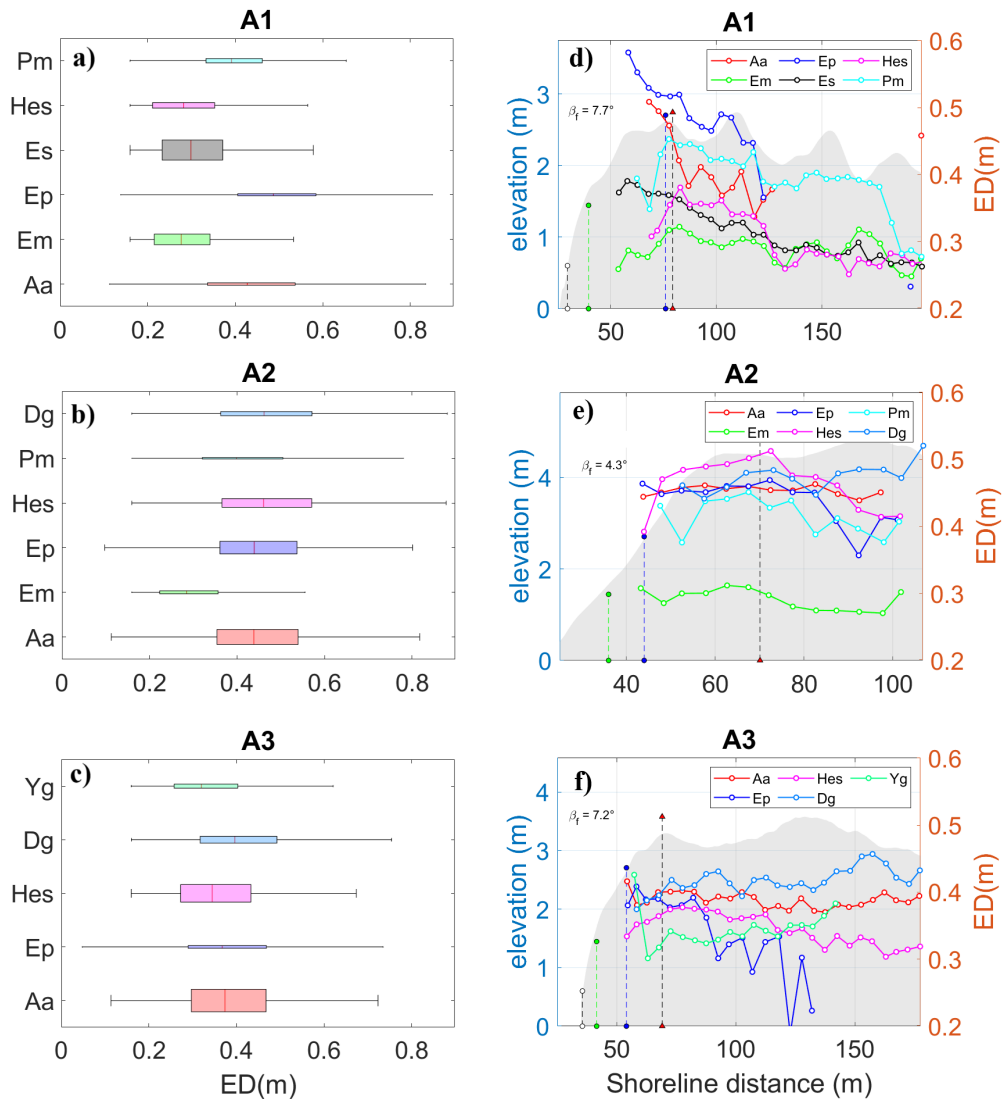 A1
a)
Pm
Hes
Es
Ep
Em
Aa
0 0.2 0.4 0.6 0.8
A1
d)
Aa Ep Hes
Em Es Pm
βf = 7.7°
elevation (m)
3
2
1
0
50 100 150
0.6
0.5
0.4
0.3
0.2
ED(m)
A2
b)
Dg
Pm
Hes
Ep
Em
Aa
0 0.2 0.4 0.6 0.8
A2
e)
Aa Ep Pm
Em Hes Dg
βf = 4.3°
elevation (m)
4
2
0
40 60 80 100
0.6
0.5
0.4
0.3
0.2
ED(m)
A3
c)
Yg
Dg
Hes
Ep
Aa
0 0.2 0.4 0.6 0.8
ED(m)
A3
f)
Aa Hes Yg
Ep Dg
βf = 7.2°
elevation (m)
4
3
2
1
0
50 100 150
Shoreline distance (m)
0.6
0.5
0.4
0.3
0.2
ED(m)